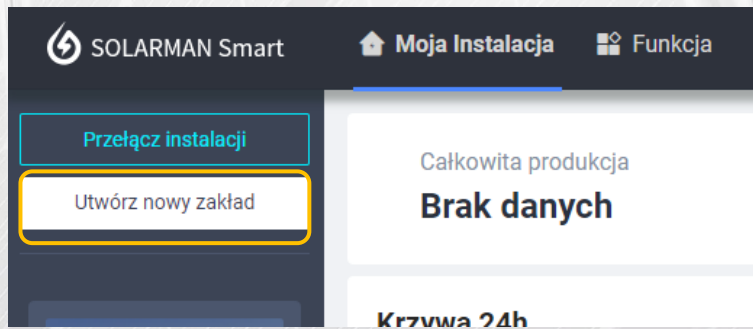 SOLARMAN Smart
Moja Instalacja
Funkcja
Przełącz instalacji
Utwórz nowy zakład
Całkowita produkcja
Brak danych
Krzywa 24h